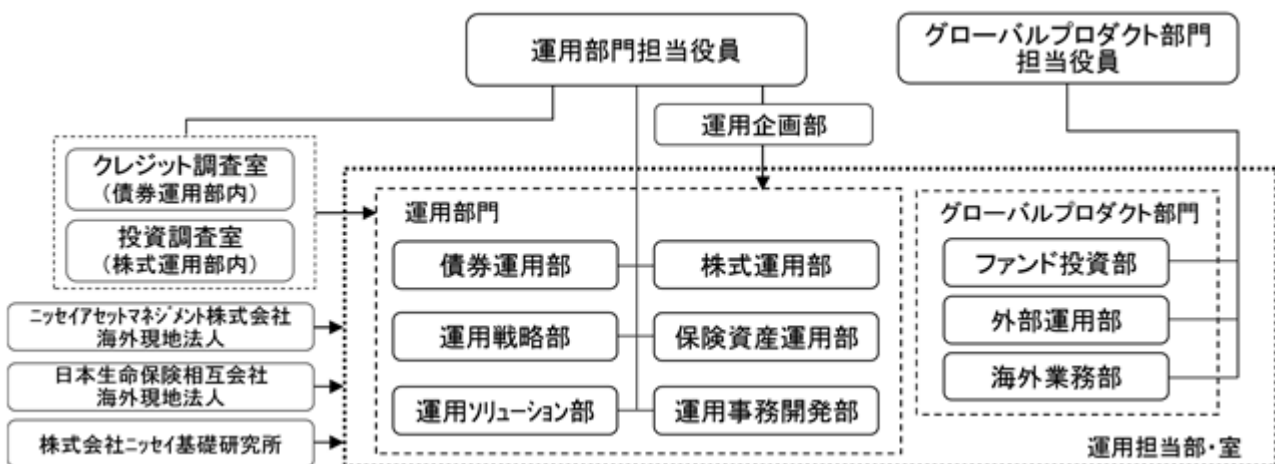 運用部門担当役員
グローバルプロダクト部門
担当役員
運用企画部
クレジット調査室
（債券運用部内）
投資調査室
（株式運用部内）
運用部門
債券運用部
株式運用部
運用戦略部
保険資産運用部
運用ソリューション部
運用事務開発部
グローバルプロダクト部門
ファンド投資部
外部運用部
海外業務部
ニッセイアセットマネジメント株式会社
海外現地法人
日本生命保険相互会社
海外現地法人
株式会社ニッセイ基礎研究所
運用担当部・室